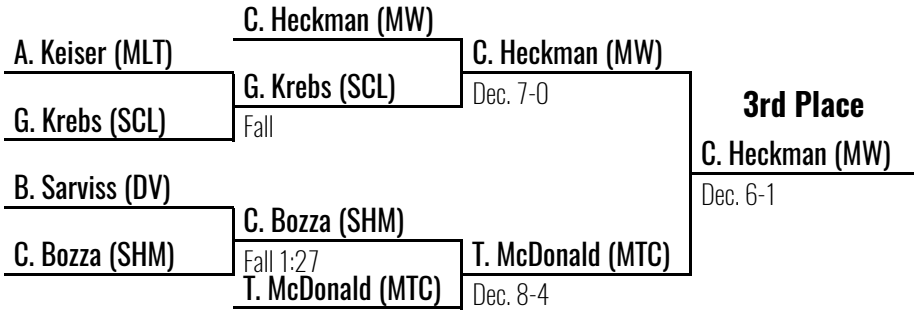 C. Heckman (MW)
A. Keiser (MLT)
C. Heckman (MW)
G. Krebs (SCL)
Dec. 7-0
3rd Place
G. Krebs (SCL)
Fall
C. Heckman (MW)
B. Sarviss (DV)
Dec. 6-1
C. Bozza (SHM)
C. Bozza (SHM)
Fall 1:27
T. McDonald (MTC)
T. McDonald (MTC)
Dec. 8-4